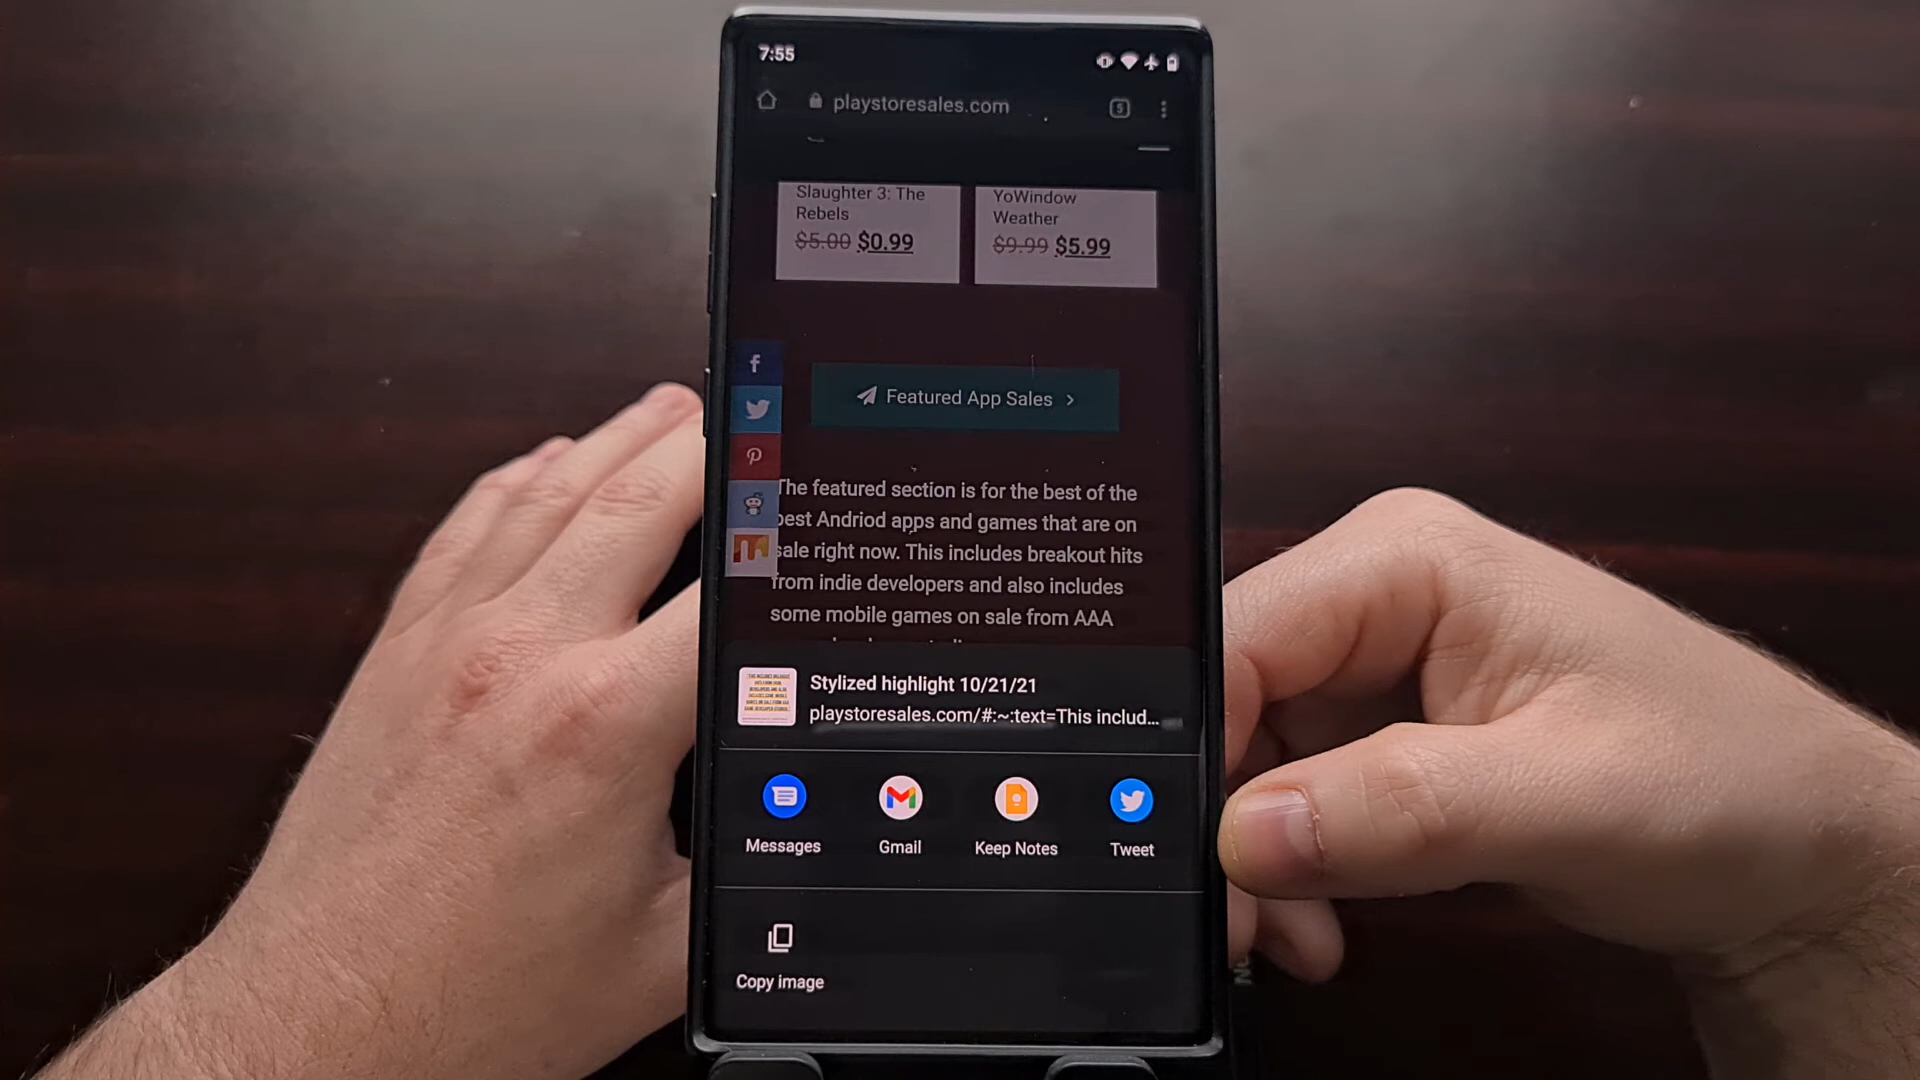 7:55
playstoresales.com
5
Slaughter 3: The
Rebels
$5.00 $0.99
YoWindow
Weather
$9.99 $5.99
Featured App Sales
The featured section is for the best of the
best Andriod apps and games that are on
sale right now. This includes breakout hits
from indie developers and also includes
some mobile games on sale from AAA
Stylized highlight 10/21/21
playstoresales.com/#:~:text=This includ...
Messages
Gmail
Keep Notes
Tweet
Copy image